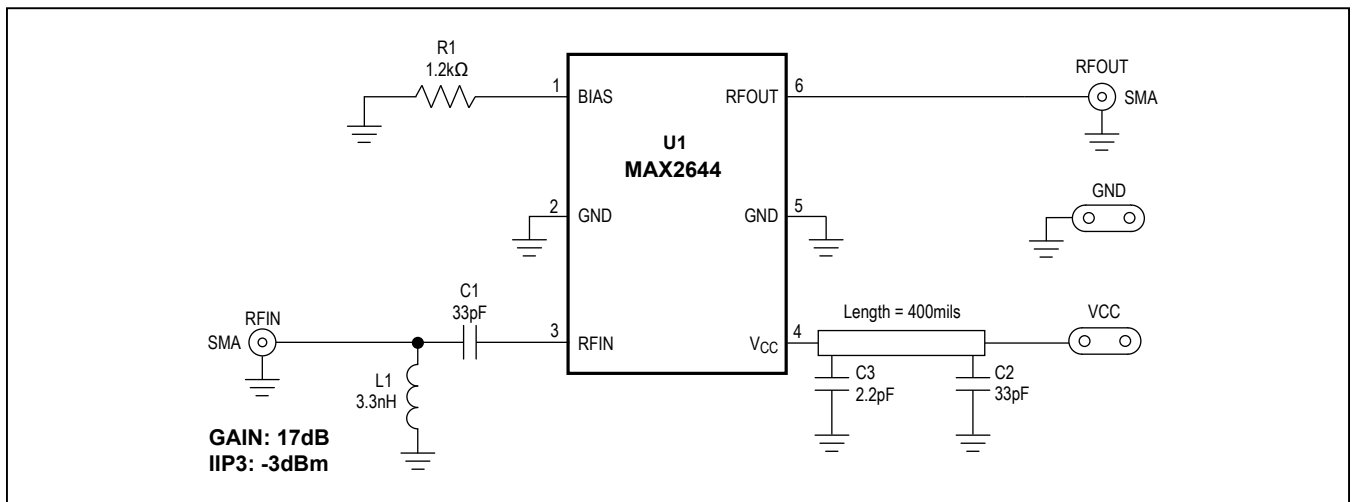 R1
1.2kΩ
1
BIAS
RFOUT
6
RFOUT
SMA
U1
MAX2644
GND
2
GND
GND
5
C1
33pF
Length = 400mils
VCC
RFIN
SMA
3
RFIN
VCC
4
L1
3.3nH
C3
2.2pF
C2
33pF
GAIN: 17dB
IIP3: -3dBm